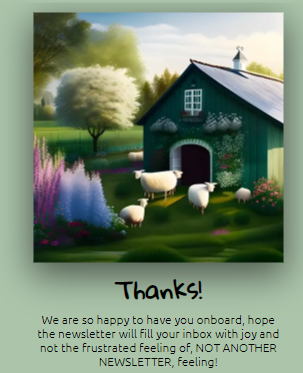 Thanks!
We are so happy to have you onboard, hope
the newsletter will fill your inbox with joy and
not the frustrated feeling of, NOT ANOTHER
NEWSLETTER, feeling!